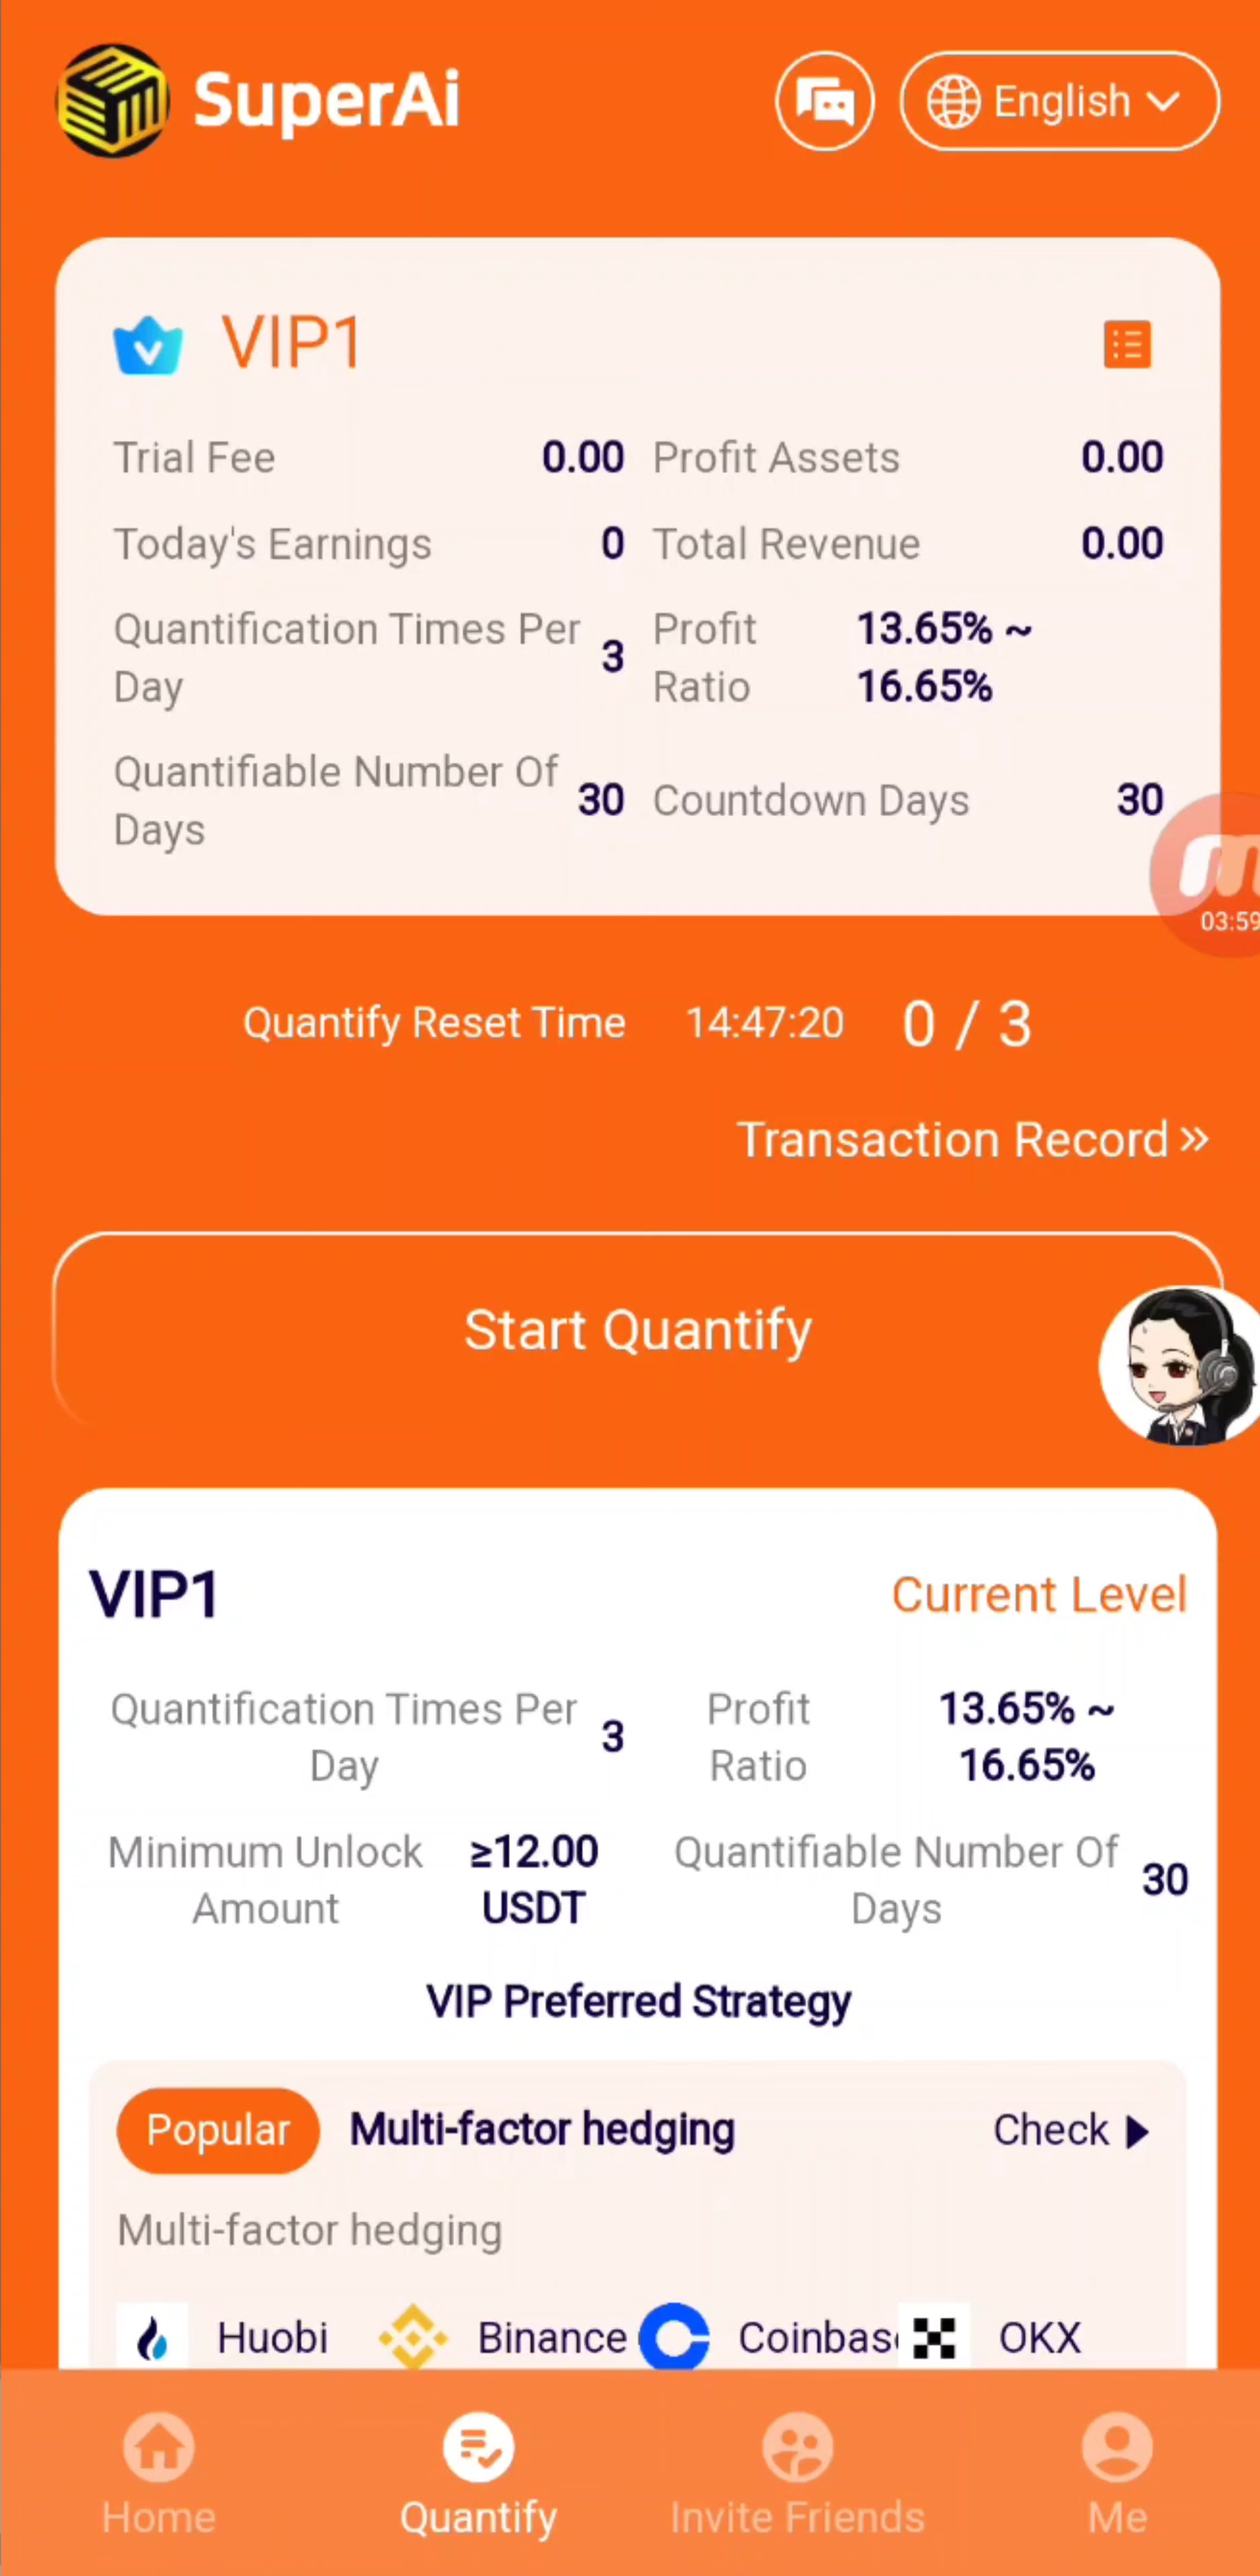 SuperAi
English
VIP1
Trial Fee 0.00 Profit Assets 0.00
Today's Earnings 0 Total Revenue 0.00
Quantification Times Per Day 3 Profit Ratio 13.65% ~ 16.65%
Quantifiable Number Of Days 30 Countdown Days 30
03:59
Quantify Reset Time 14:47:20 0 / 3
Transaction Record »
Start Quantify
VIP1 Current Level
Quantification Times Per Day 3 Profit Ratio 13.65% ~ 16.65%
Minimum Unlock Amount ≥12.00 USDT Quantifiable Number Of Days 30
VIP Preferred Strategy
Popular Multi-factor hedging Check
Multi-factor hedging
Huobi Binance Coinbas OKX
Home Quantify Invite Friends Me